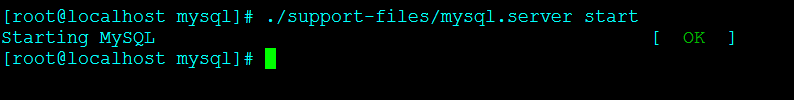 [root@localhost mysql]# ./support-files/mysql.server start
Starting MySQL                                             [  OK  ]
[root@localhost mysql]#